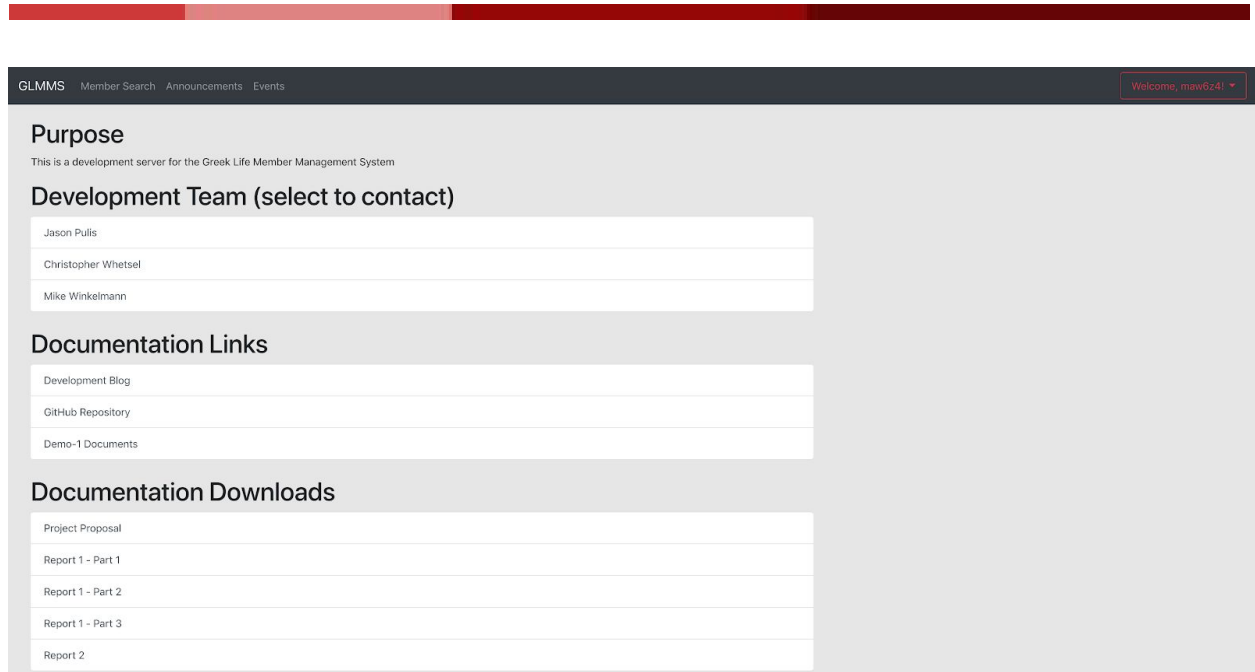 GLMMS Member Search Announcements Events Welcome, maw6z4!
Purpose
This is a development server for the Greek Life Member Management System
Development Team (select to contact)
Jason Pulis
Christopher Whetsel
Mike Winkelmann
Documentation Links
Development Blog
GitHub Repository
Demo-1 Documents
Documentation Downloads
Project Proposal
Report 1 - Part 1
Report 1 - Part 2
Report 1 - Part 3
Report 2